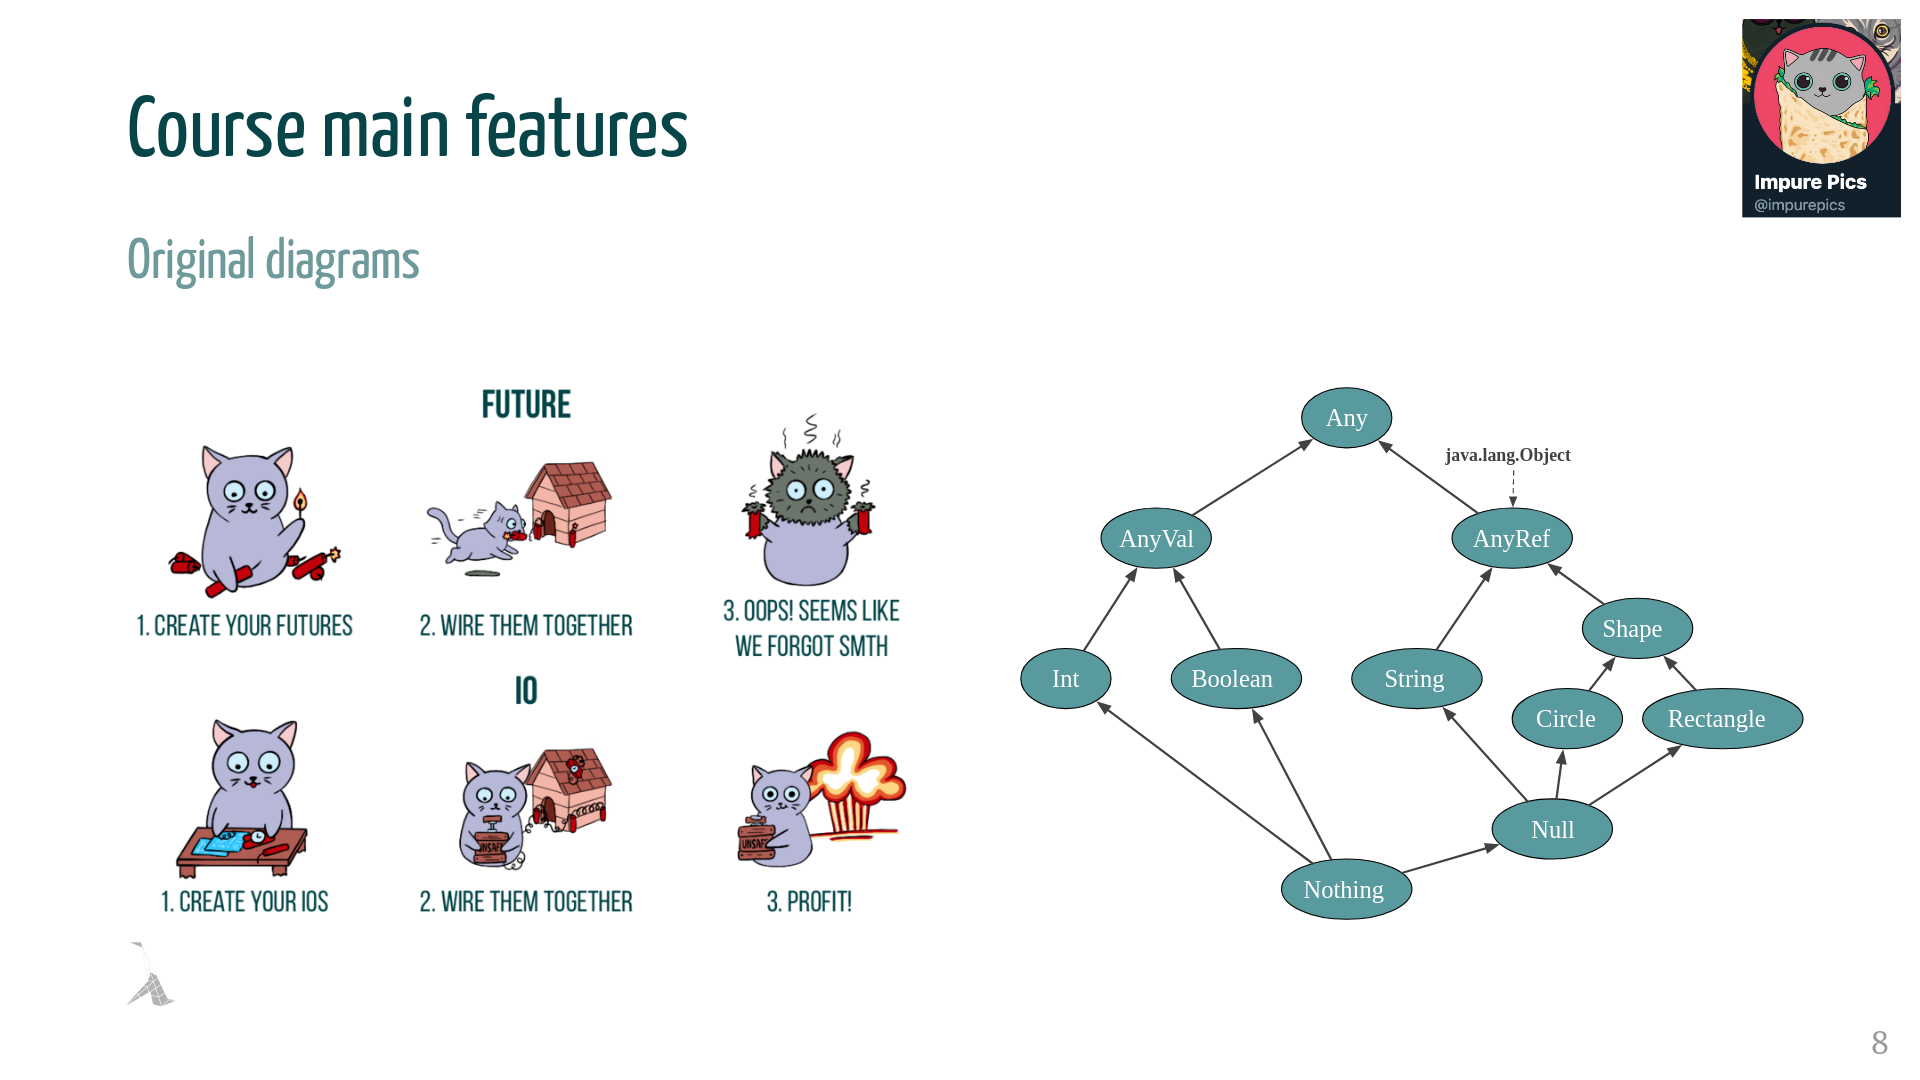 Course main features
Impure Pics
@impurepics
Original diagrams
FUTURE
1. CREATE YOUR FUTURES
2. WIRE THEM TOGETHER
3. OOPS! SEEMS LIKE
WE FORGOT SMTH
IO
UNSAFE
UNSAFE
1. CREATE YOUR IOS
2. WIRE THEM TOGETHER
3. PROFIT!
Any
java.lang.Object
AnyVal
AnyRef
Shape
Int
Boolean
String
Circle
Rectangle
Null
Nothing
8